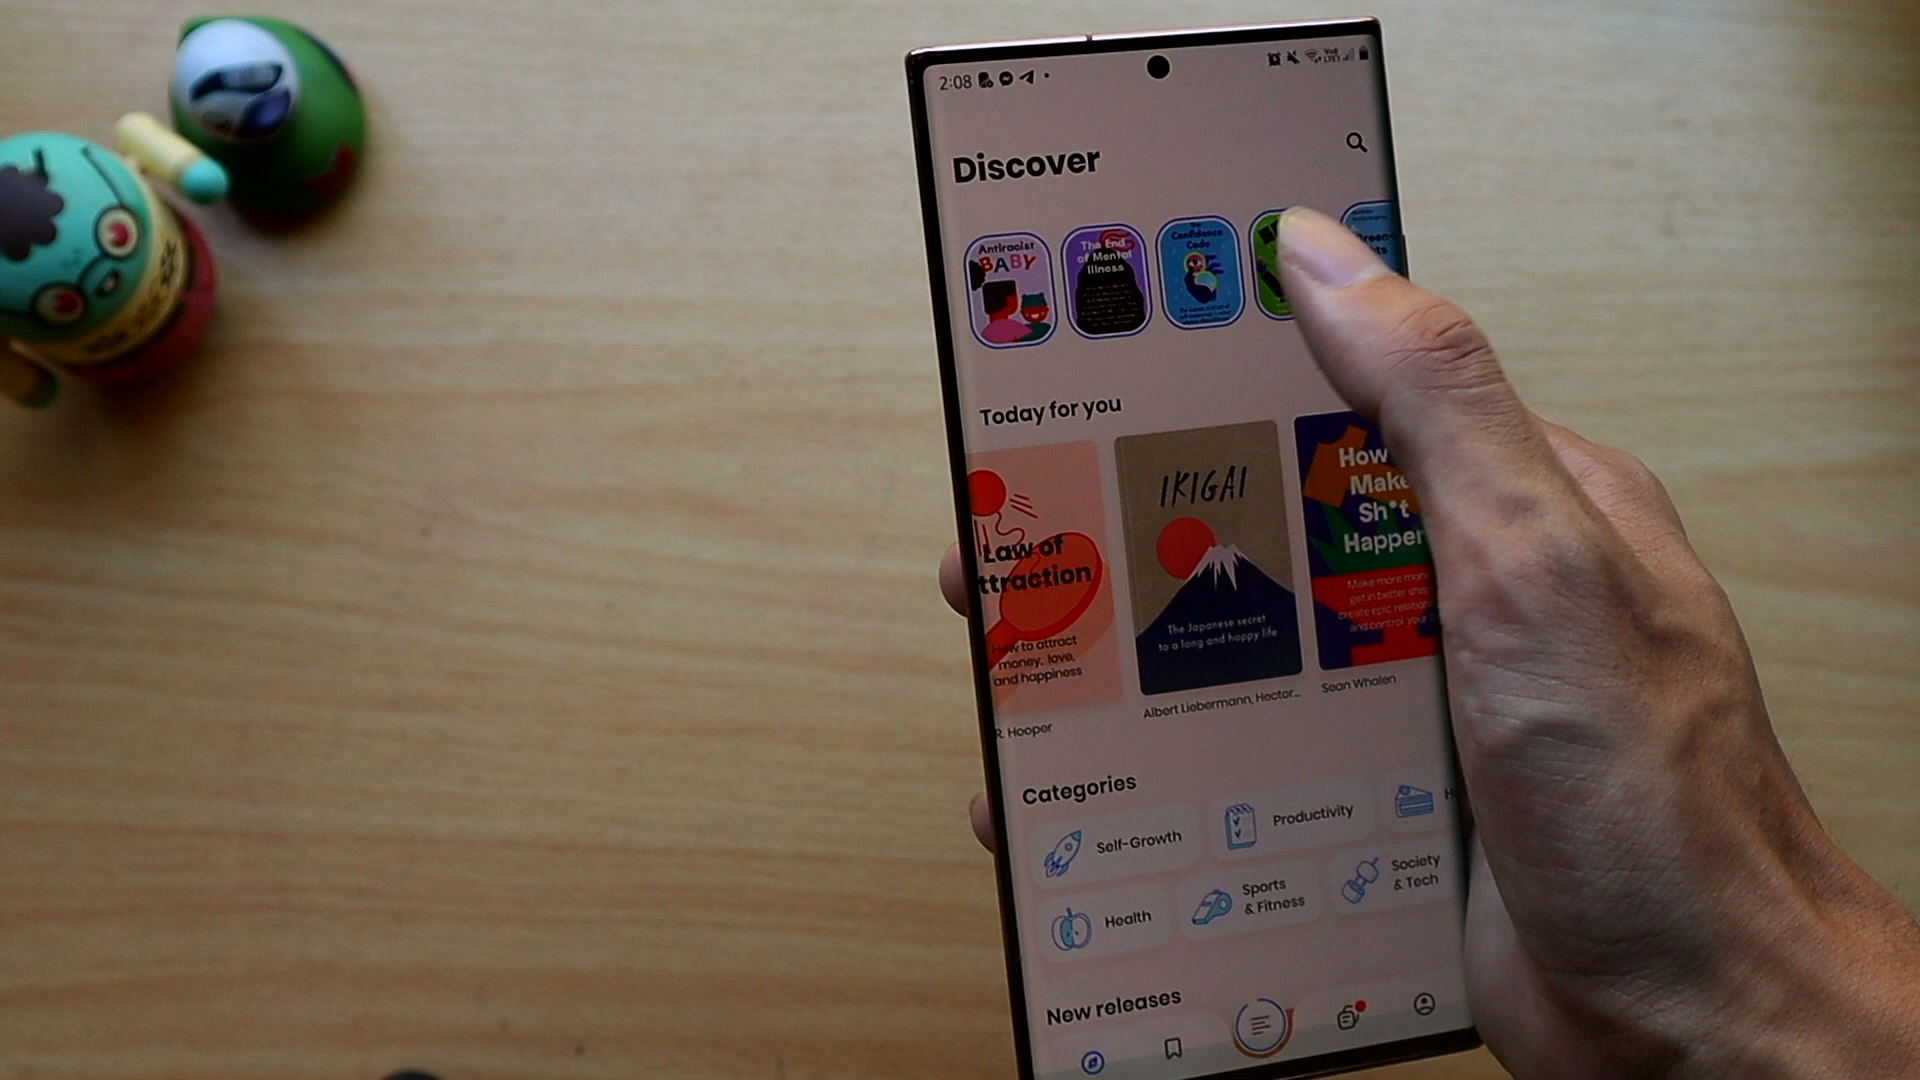 2:08
Discover
Antiracist
BABY
The End
of Mental
Illness
The
Confidence
Code
Today for you
Law of
ttraction
How to attract
money, love,
and happiness
R. Hooper
IKIGAI
The Japanese secret
to a long and happy life
Albert Liebermann, Hector...
How
Make
Sh*t
Happen
Make more mon
get in better sha
create epic relation
and control your
Sean Whalen
Categories
Self-Growth
Productivity
H
Health
Sports
& Fitness
Society
& Tech
New releases